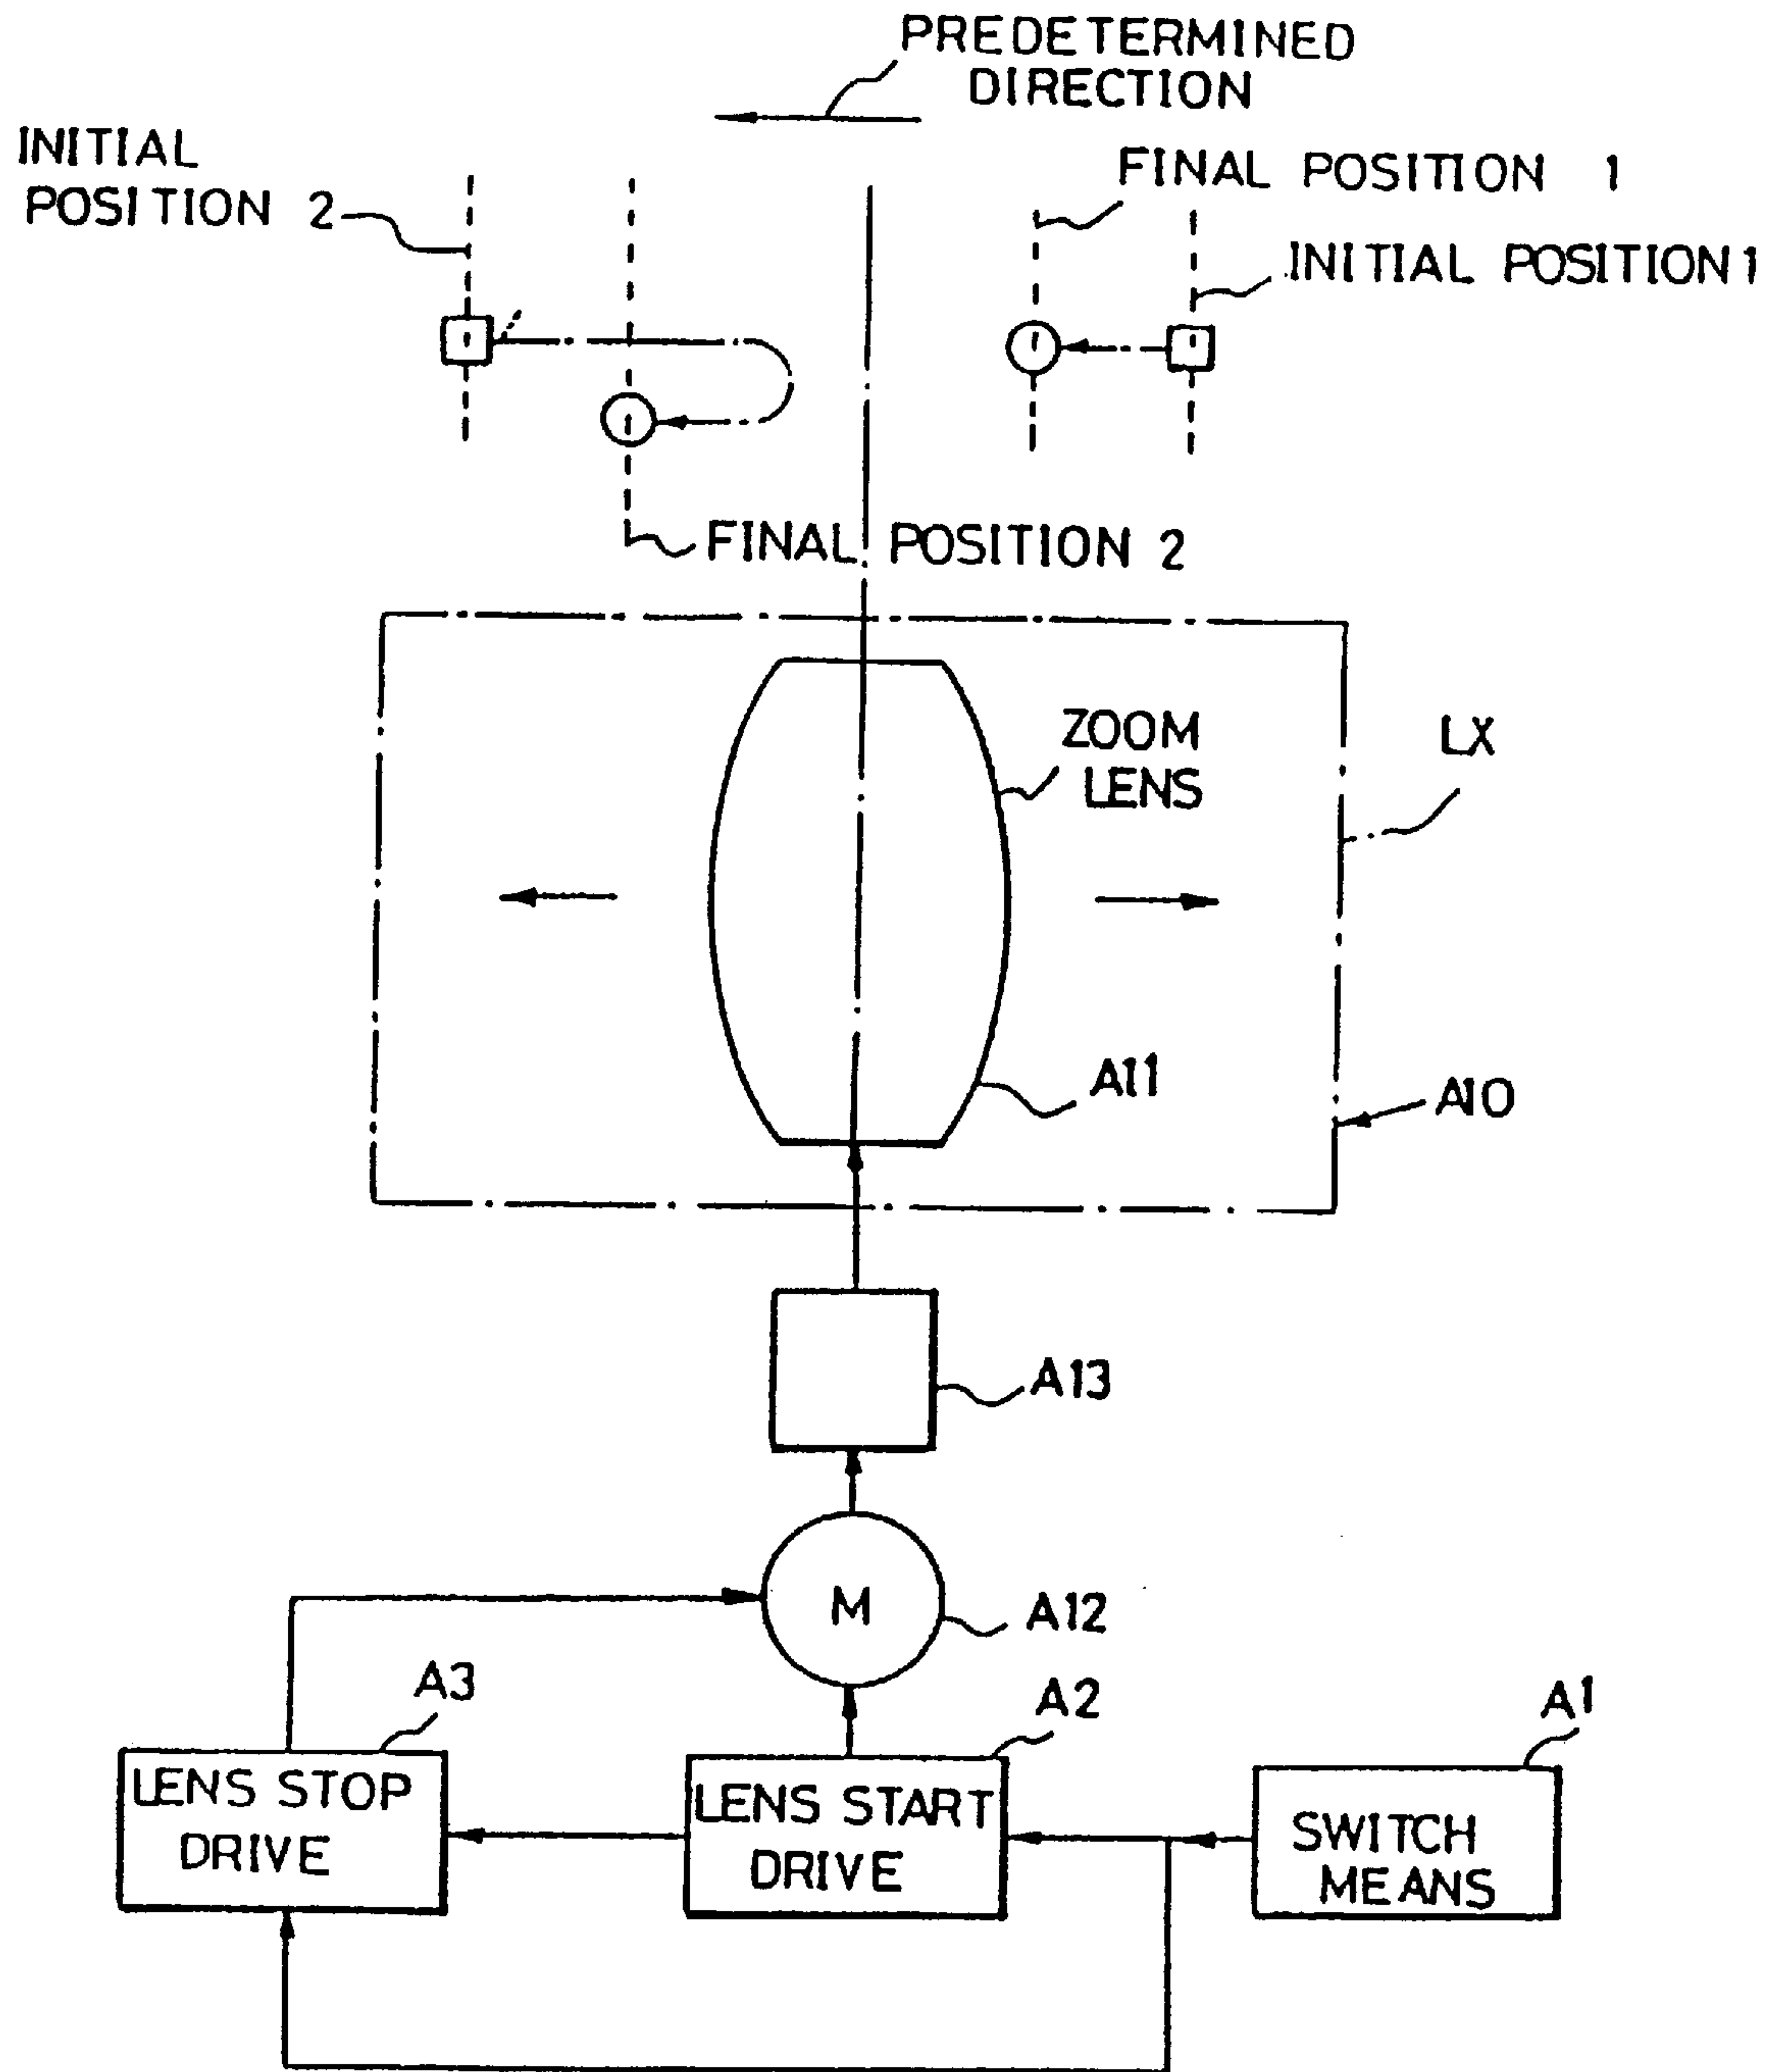 PREDETERMINED
DIRECTION
INITIAL
POSITION 2
FINAL POSITION 1
INITIAL POSITION 1
FINAL POSITION 2
ZOOM
LENS
LX
A11
A10
A13
M
A12
A3
A2
A1
LENS STOP
DRIVE
LENS START
DRIVE
SWITCH
MEANS